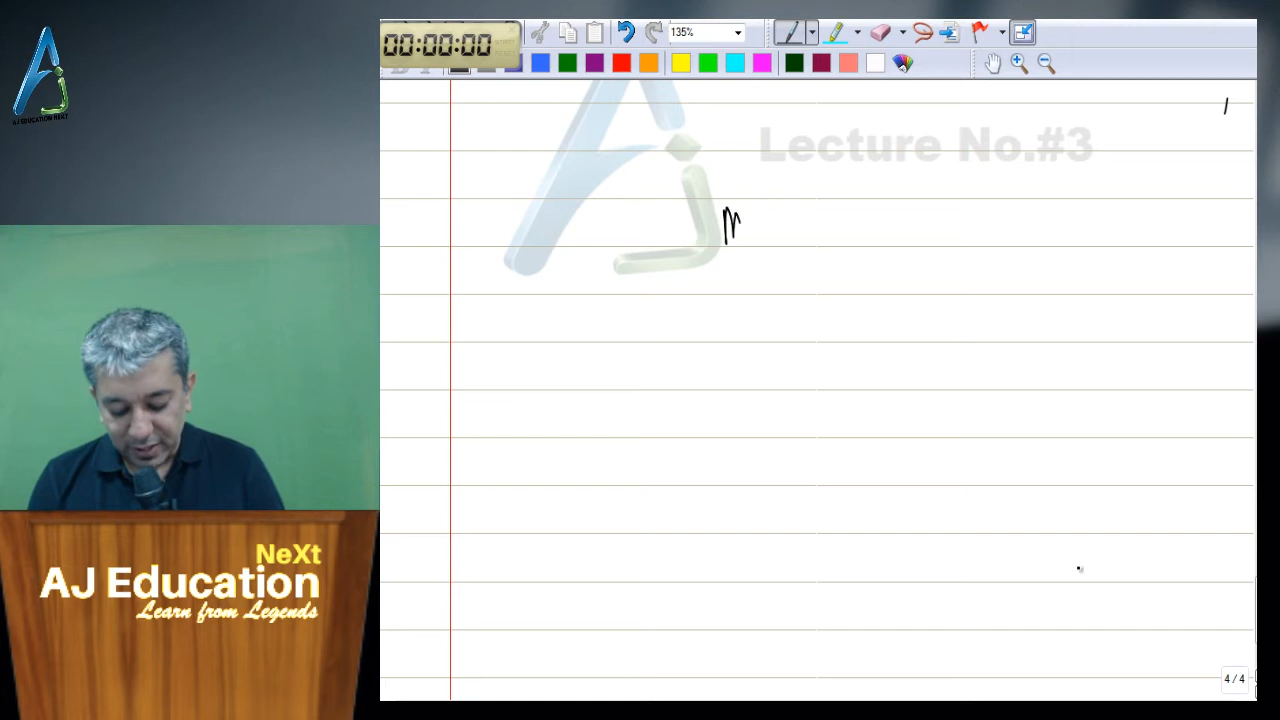 AJ EDUCATION NEXT
00:00:00
135%
Lecture No.#3
NeXt
AJ Education
Learn from Legends
4 / 4